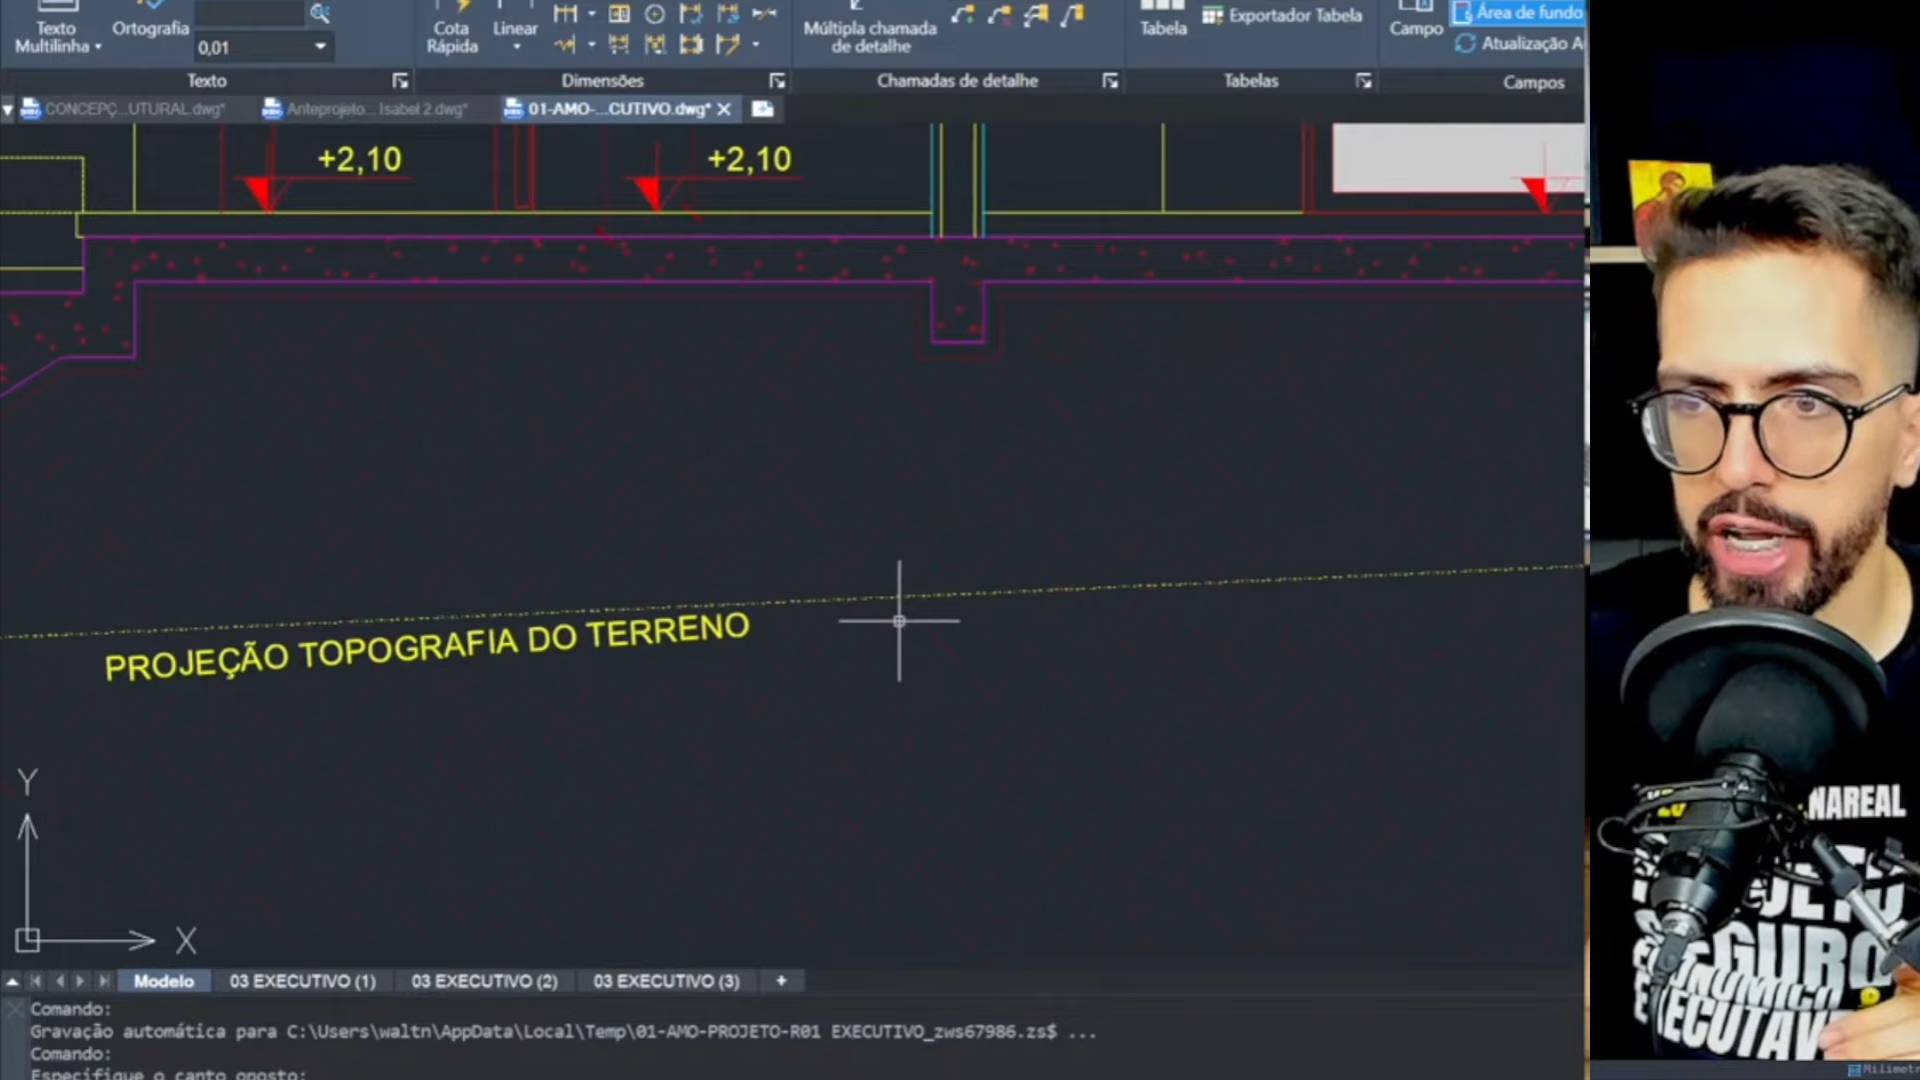 Texto
Multilinha
Ortografia
0,01
Cota
Rápida
Linear
Múltipla chamada
de detalhe
Tabela
Exportador Tabela
Campo
Área de fundo
Atualização A
Texto
Dimensões
Chamadas de detalhe
Tabelas
Campos
CONCEPÇ...UTURAL.dwg*
Anteprojeto... Isabel 2.dwg*
01-AMO-...CUTIVO.dwg*
+2,10
+2,10
PROJEÇÃO TOPOGRAFIA DO TERRENO
Y
X
NAREAL
SEGURO
ECONÔMICO
EXECUTÁV
Modelo
03 EXECUTIVO (1)
03 EXECUTIVO (2)
03 EXECUTIVO (3)
+
Comando:
Gravação automática para C:\Users\waltn\AppData\Local\Temp\01-AMO-PROJETO-R01 EXECUTIVO_zws67986.zs$ ...
Comando:
Especifique o canto oposto:
Milímetr